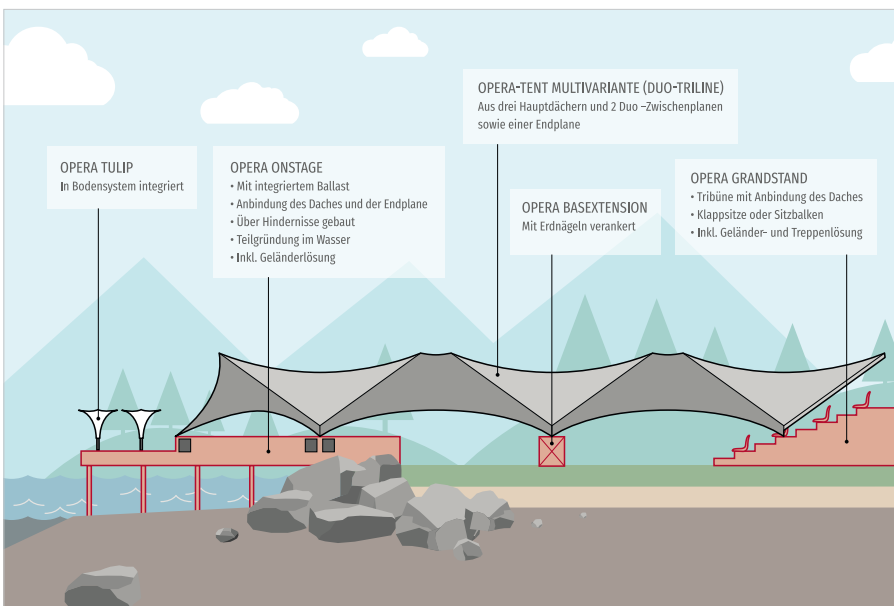 OPERA TULIP
In Bodensystem integriert
OPERA ONSTAGE
• Mit integriertem Ballast
• Anbindung des Daches und der Endplane
• Über Hindernisse gebaut
• Teilgründung im Wasser
• Inkl. Geländerlösung
OPERA-TENT MULTIVARIANTE (DUO-TRILINE)
Aus drei Hauptdächern und 2 Duo –Zwischenplanen
sowie einer Endplane
OPERA BASEXTENSION
Mit Erdnägeln verankert
OPERA GRANDSTAND
• Tribüne mit Anbindung des Daches
• Klappsitze oder Sitzbalken
• Inkl. Geländer- und Treppenlösung